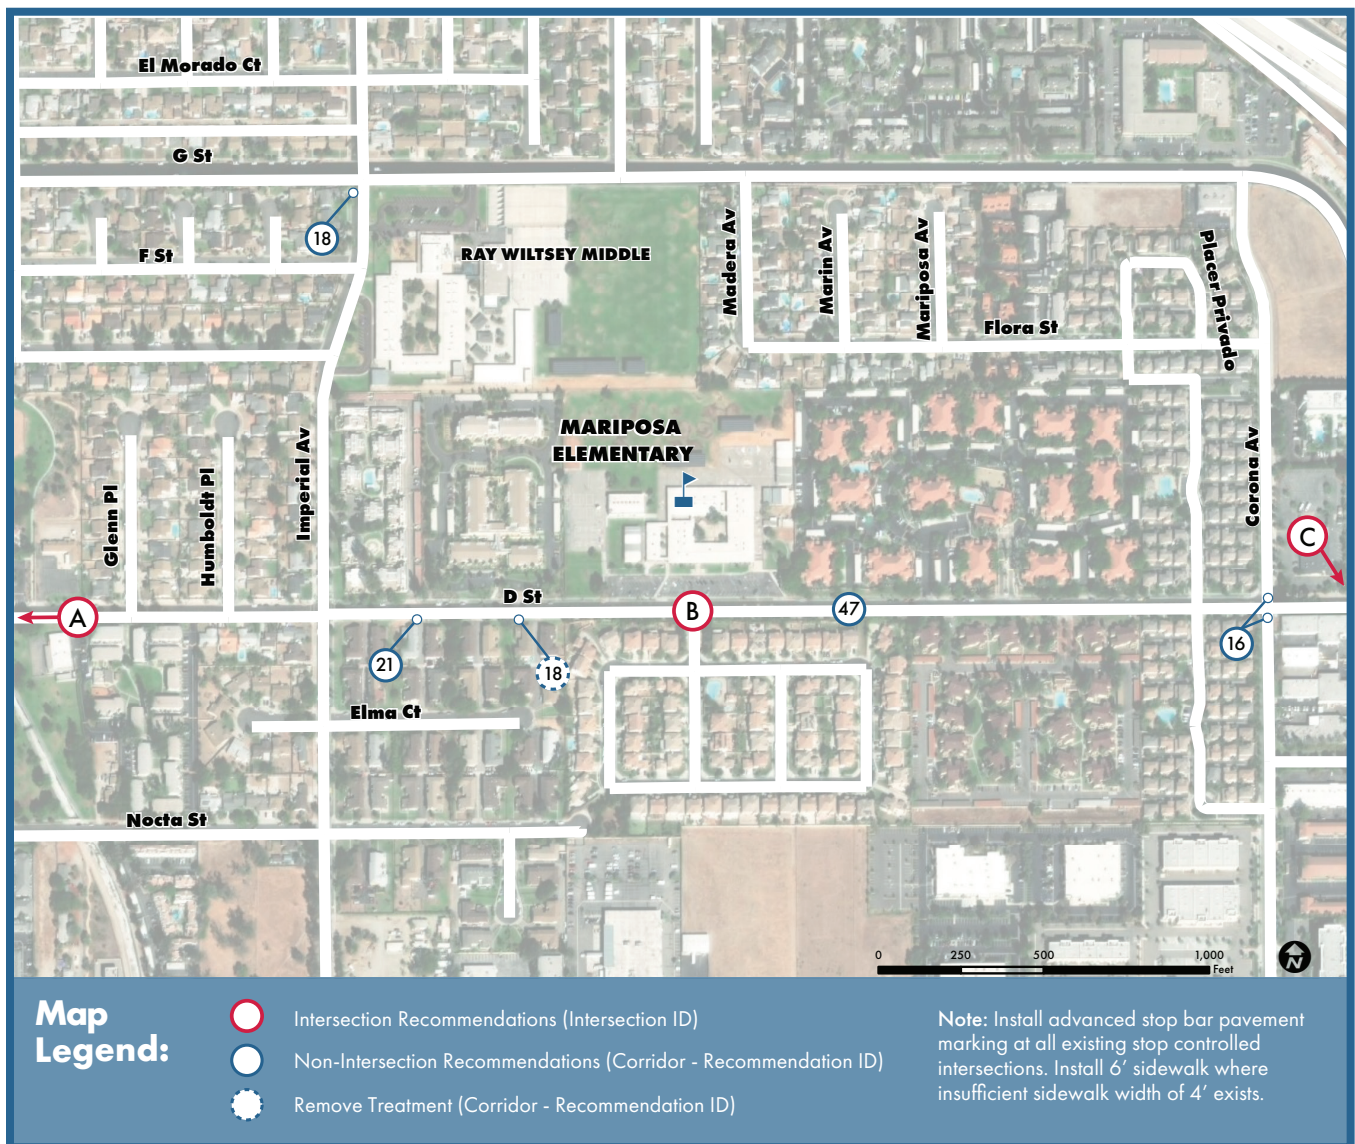 El Morado Ct
G St
18
F St
RAY WILTSEY MIDDLE
Madera Av
Marin Av
Mariposa Av
Placer Privado
Flora St
MARIPOSA
ELEMENTARY
Glenn Pl
Humboldt Pl
Imperial Av
Corona Av
C
D St
A
B
47
21
18
16
Elma Ct
Nocta St
0 250 500 1,000
Feet
N
Map
Legend:
Intersection Recommendations (Intersection ID)
Non-Intersection Recommendations (Corridor - Recommendation ID)
Remove Treatment (Corridor - Recommendation ID)
Note: Install advanced stop bar pavement
marking at all existing stop controlled
intersections. Install 6’ sidewalk where
insufficient sidewalk width of 4’ exists.